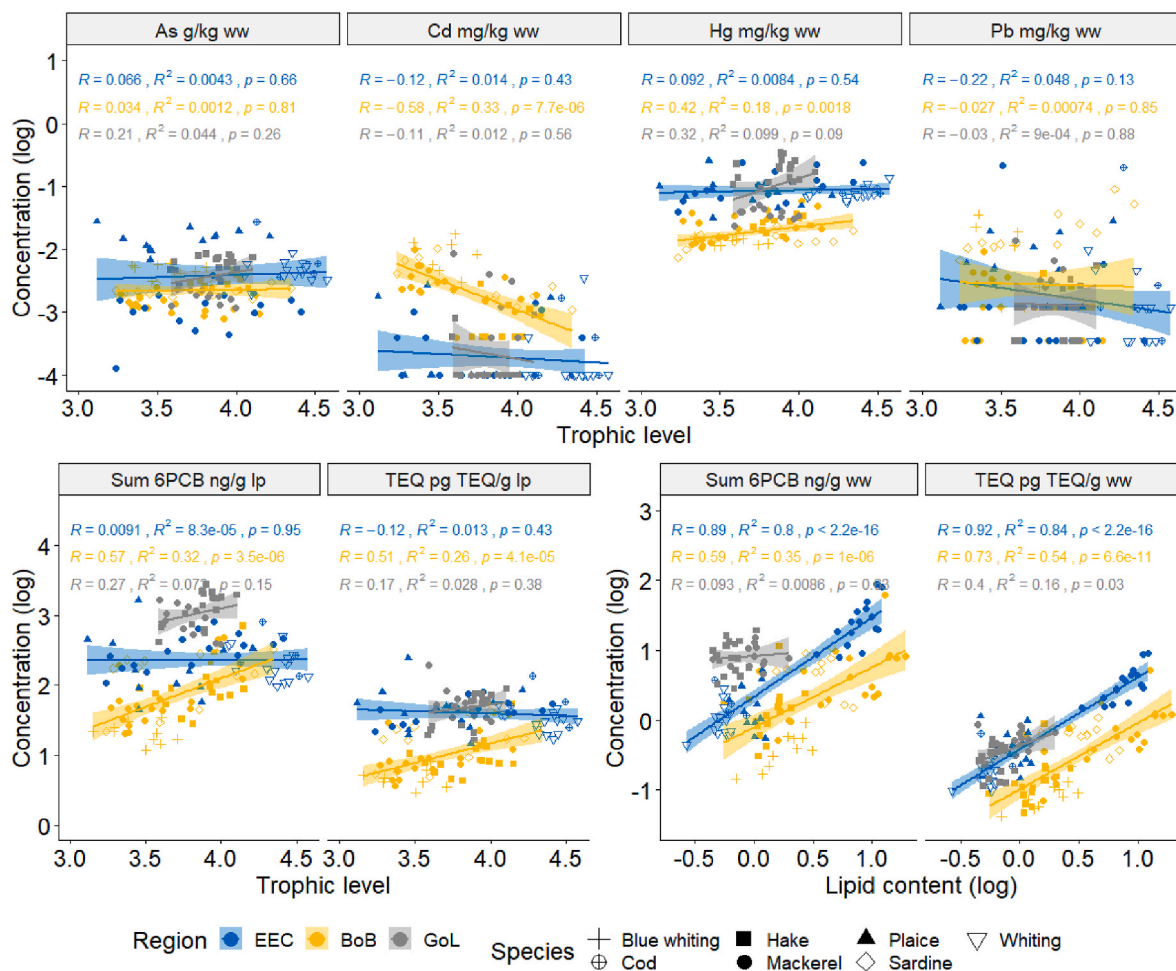 As g/kg ww
Cd mg/kg ww
Hg mg/kg ww
Pb mg/kg ww
R = 0.066 , R² = 0.0043 , p = 0.66
R = −0.12 , R² = 0.014 , p = 0.43
R = 0.092 , R² = 0.0084 , p = 0.54
R = −0.22 , R² = 0.048 , p = 0.13
R = 0.034 , R² = 0.0012 , p = 0.81
R = −0.58 , R² = 0.33 , p = 7.7e-06
R = 0.42 , R² = 0.18 , p = 0.0018
R = −0.027 , R² = 0.00074 , p = 0.85
R = 0.21 , R² = 0.044 , p = 0.26
R = −0.11 , R² = 0.012 , p = 0.56
R = 0.32 , R² = 0.099 , p = 0.09
R = −0.03 , R² = 9e-04 , p = 0.88
Concentration (log)
1
0
-1
-2
-3
-4
3.0 3.5 4.0 4.5
3.0 3.5 4.0 4.5
3.0 3.5 4.0 4.5
3.0 3.5 4.0 4.5
Trophic level
Sum 6PCB ng/g lp
TEQ pg TEQ/g lp
R = 0.0091 , R² = 8.3e-05 , p = 0.95
R = −0.12 , R² = 0.013 , p = 0.43
R = 0.57 , R² = 0.32 , p = 3.5e-06
R = 0.51 , R² = 0.26 , p = 4.1e-05
R = 0.27 , R² = , p = 0.15
R = 0.17 , R² = 0.028 , p = 0.38
Concentration (log)
4
3
2
1
0
3.0 3.5 4.0 4.5
3.0 3.5 4.0 4.5
Trophic level
Sum 6PCB ng/g ww
TEQ pg TEQ/g ww
R = 0.89 , R² = 0.8 , p < 2.2e-16
R = 0.92 , R² = 0.84 , p < 2.2e-16
R = 0.59 , R² = 0.35 , p = 1e-06
R = 0.73 , R² = 0.54 , p = 6.6e-11
R = 0.093 , R² = 0.0086 , p =
R = 0.4 , R² = 0.16 , p = 0.03
Concentration (log)
3
2
1
0
-1
-0.5 0.0 0.5 1.0
-0.5 0.0 0.5 1.0
Lipid content (log)
Region EEC BoB GoL
Species
Blue whiting Hake Plaice Whiting
Cod Mackerel Sardine